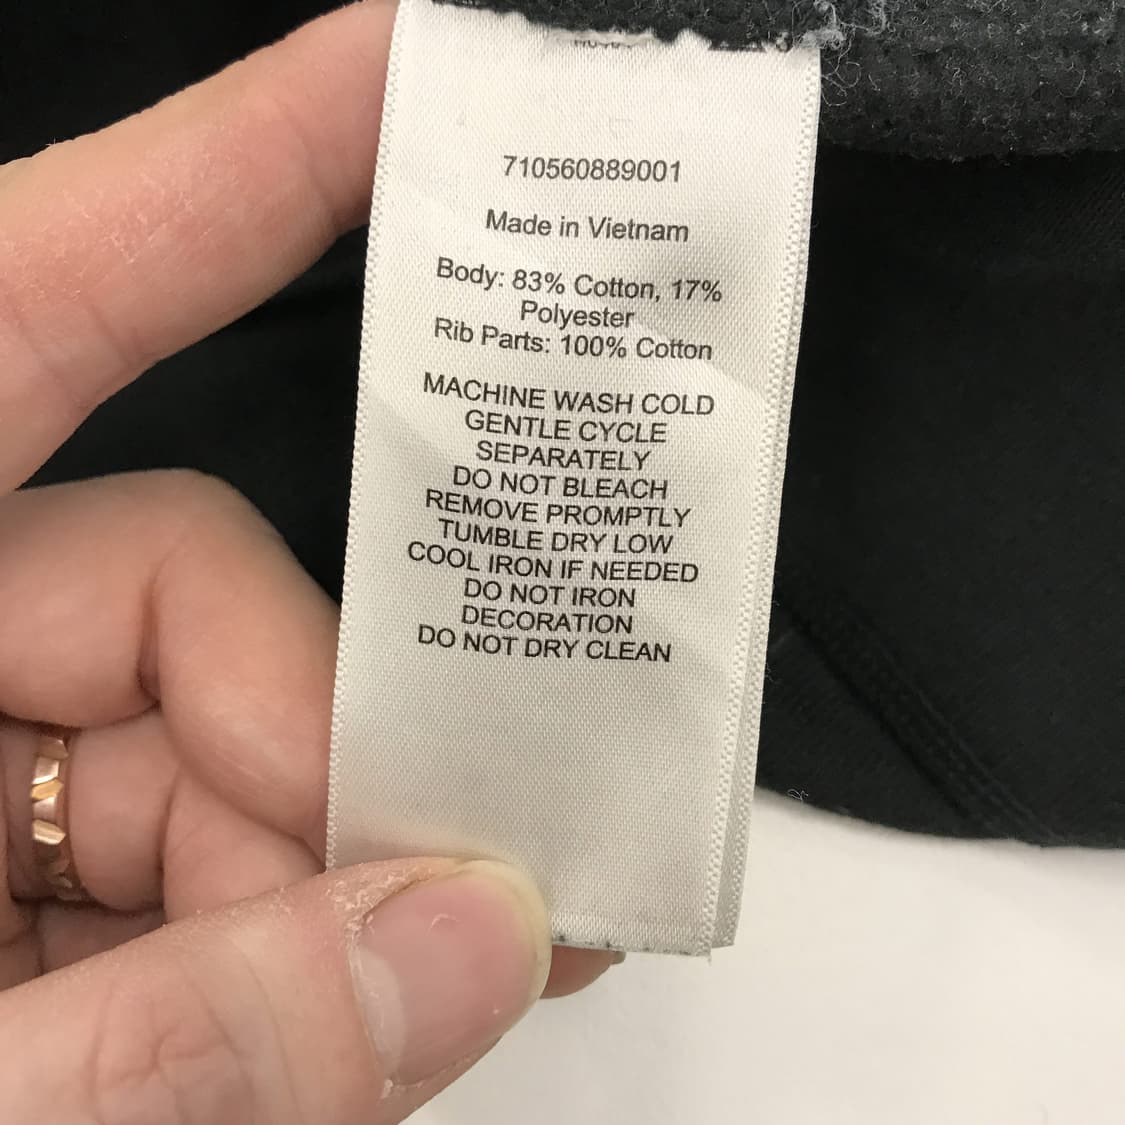 710560889001
Made in Vietnam
Body: 83% Cotton, 17%
Polyester
Rib Parts: 100% Cotton
MACHINE WASH COLD
GENTLE CYCLE
SEPARATELY
DO NOT BLEACH
REMOVE PROMPTLY
TUMBLE DRY LOW
COOL IRON IF NEEDED
DO NOT IRON
DECORATION
DO NOT DRY CLEAN